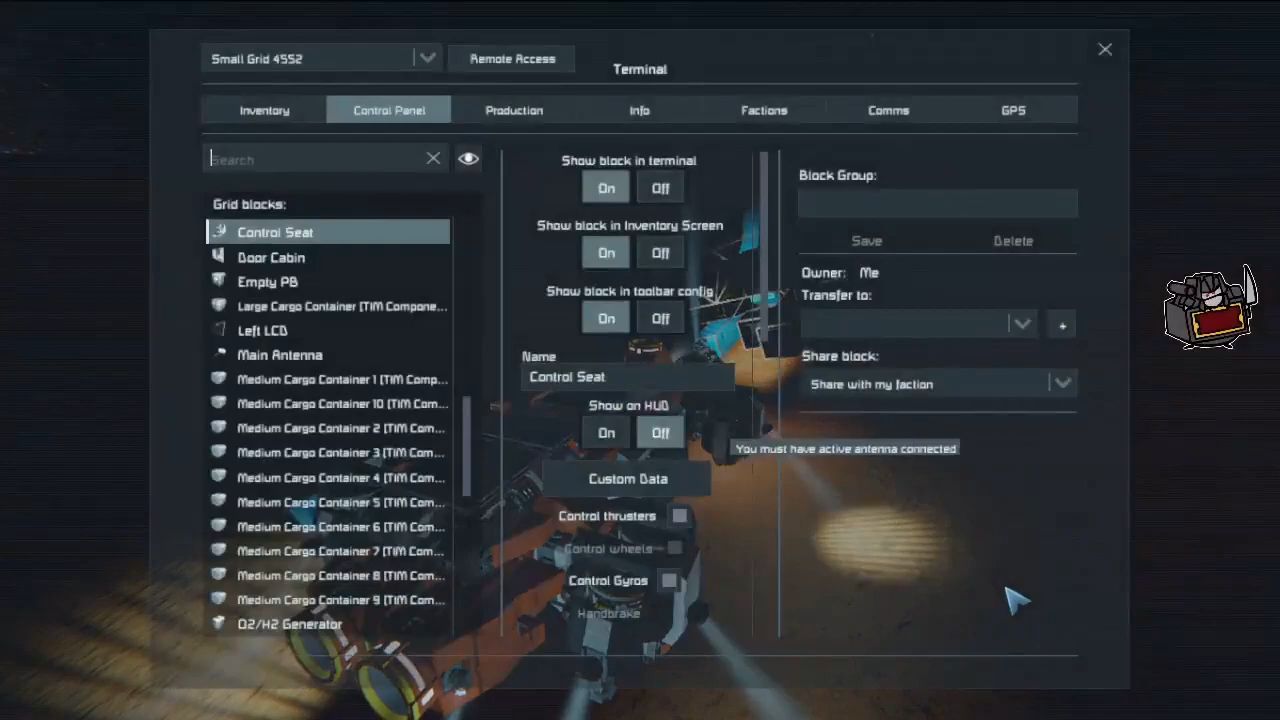 Small Grid 4552
Remote Access
Terminal
Inventory
Control Panel
Production
Info
Factions
Comms
GPS
Search
Grid blocks:
Control Seat
Door Cabin
Empty PB
Large Cargo Container [TIM Compone...
Left LCD
Main Antenna
Medium Cargo Container 1 [TIM Comp...
Medium Cargo Container 10 [TIM Com...
Medium Cargo Container 2 [TIM Com...
Medium Cargo Container 3 [TIM Com...
Medium Cargo Container 4 [TIM Com...
Medium Cargo Container 5 [TIM Com...
Medium Cargo Container 6 [TIM Com...
Medium Cargo Container 7 [TIM Com...
Medium Cargo Container 8 [TIM Com...
Medium Cargo Container 9 [TIM Com...
O2/H2 Generator
Show block in terminal
On Off
Show block in Inventory Screen
On Off
Show block in toolbar config
On Off
Name
Control Seat
Show on HUD
On Off
Custom Data
Control thrusters
Control wheels
Control Gyros
Handbrake
Block Group:
Save Delete
Owner: Me
Transfer to:
+
Share block:
Share with my faction
You must have active antenna connected